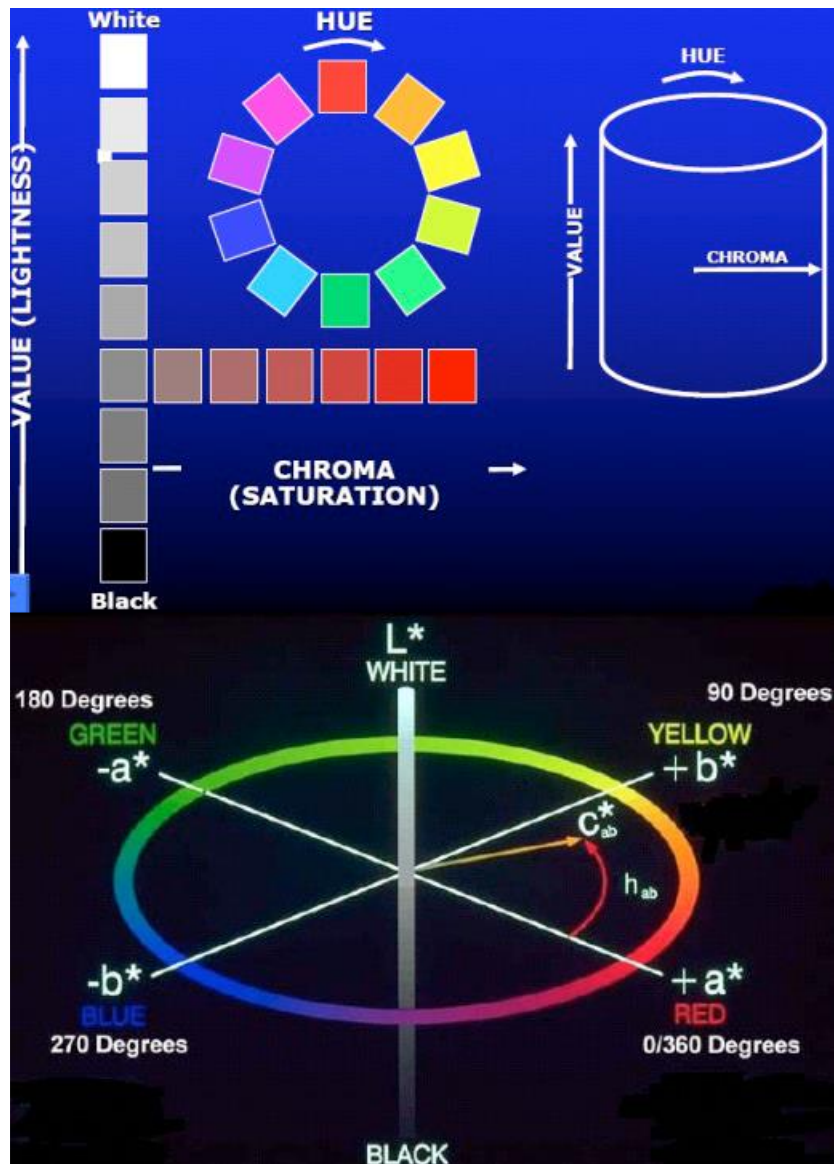 White
HUE
HUE
VALUE (LIGHTNESS)
VALUE
CHROMA
CHROMA
(SATURATION)
Black
L*
WHITE
180 Degrees
90 Degrees
GREEN
YELLOW
-a*
+b*
C*ab
hab
-b*
+a*
BLUE
RED
270 Degrees
0/360 Degrees
BLACK